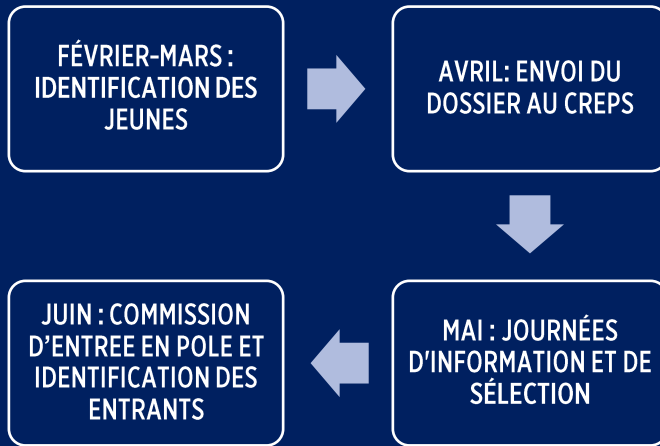 FÉVRIER-MARS :
IDENTIFICATION DES
JEUNES
AVRIL: ENVOI DU
DOSSIER AU CREPS
MAI : JOURNÉES
D'INFORMATION ET DE
SÉLECTION
JUIN : COMMISSION
D’ENTREE EN POLE ET
IDENTIFICATION DES
ENTRANTS